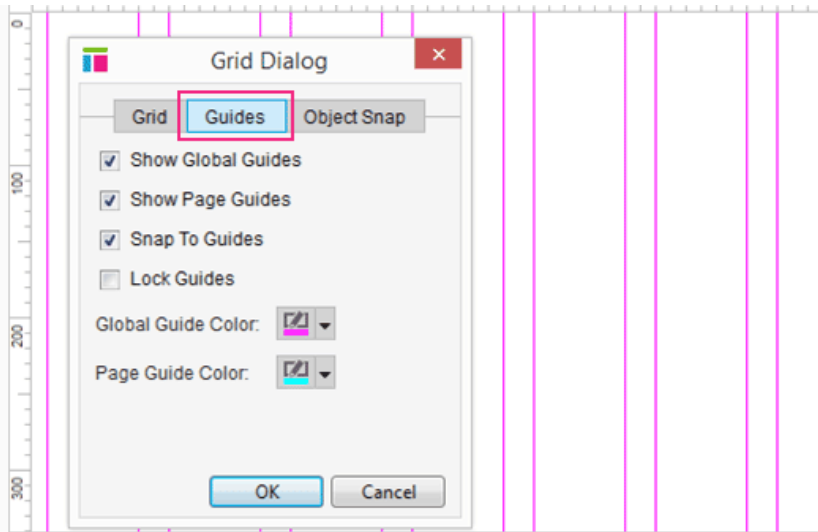 0
Grid Dialog
Grid Guides Object Snap
Show Global Guides
100
Show Page Guides
Snap To Guides
Lock Guides
Global Guide Color:
200
Page Guide Color:
300
OK Cancel